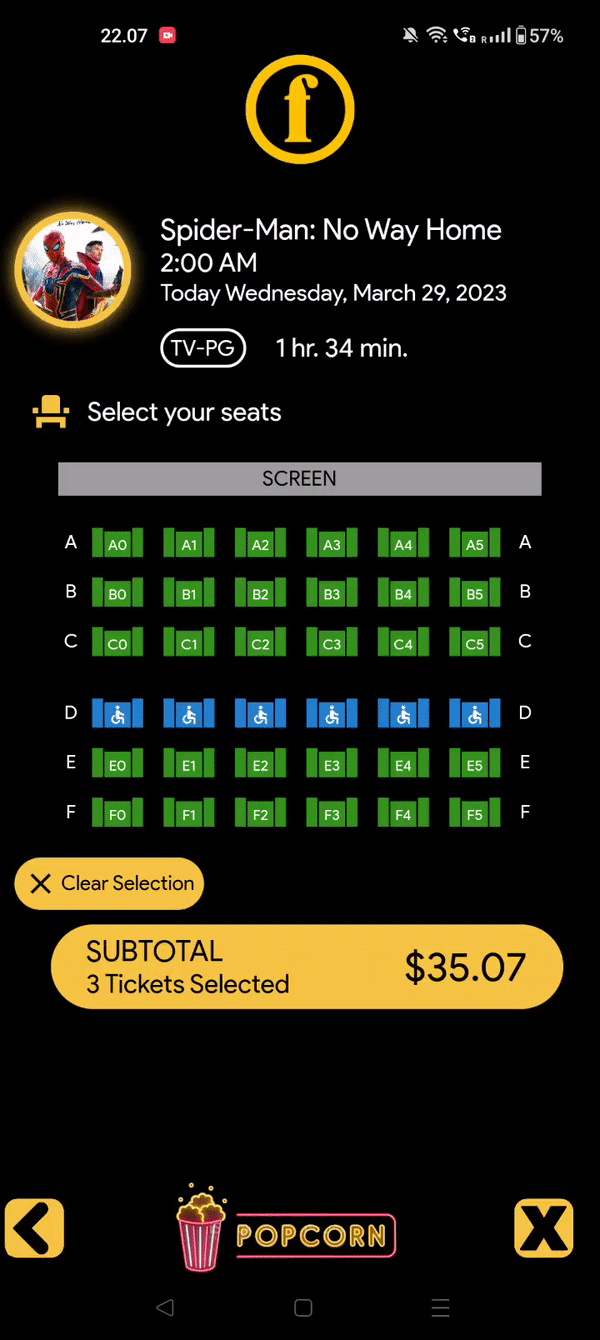 22.07
R
57%
f
Spider-Man: No Way Home
2:00 AM
Today Wednesday, March 29, 2023
TV-PG
1 hr. 34 min.
Select your seats
SCREEN
A A0 A1 A2 A3 A4 A5 A
B B0 B1 B2 B3 B4 B5 B
C C0 C1 C2 C3 C4 C5 C
D D
E E0 E1 E2 E3 E4 E5 E
F F0 F1 F2 F3 F4 F5 F
Clear Selection
SUBTOTAL
3 Tickets Selected
$35.07
POPCORN
X